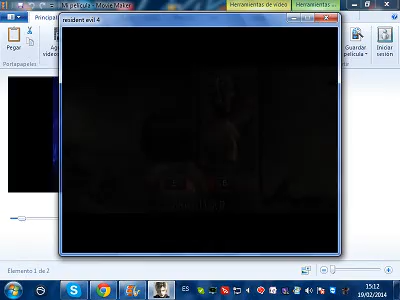 Mi película - Movie Maker
Herramientas de vídeo
Herramientas ...
resident evil 4
Principal
Pegar
Portapapeles
Guardar
película
Iniciar
sesión
Elemento 1 de 2
ES
15:12
19/02/2014